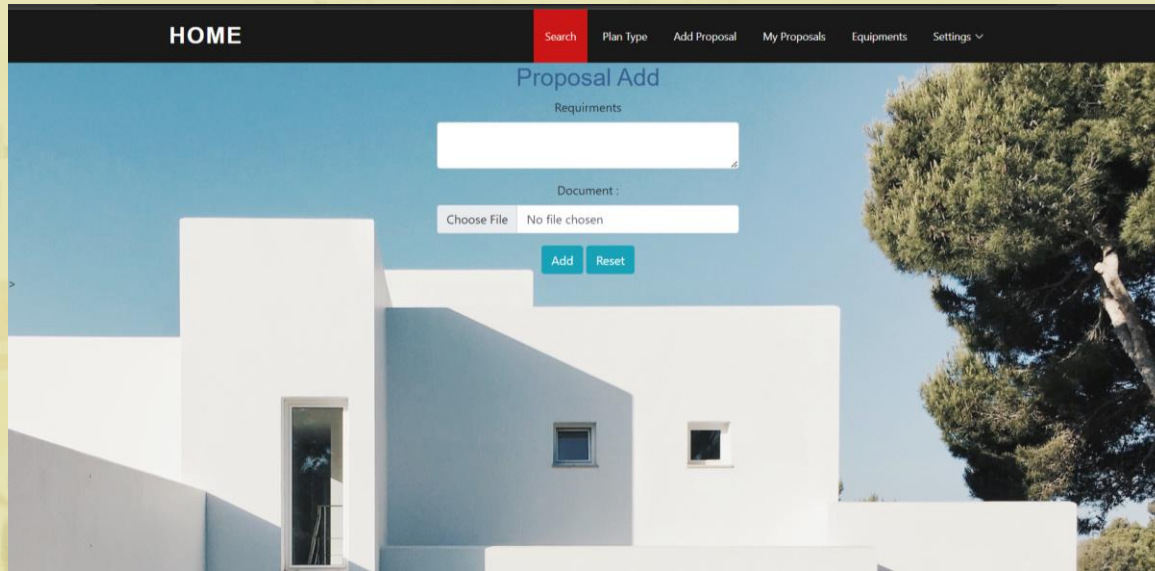 HOME Search Plan Type Add Proposal My Proposals Equipments Settings
Proposal Add
Requirments
Document :
Choose File No file chosen
Add Reset
>